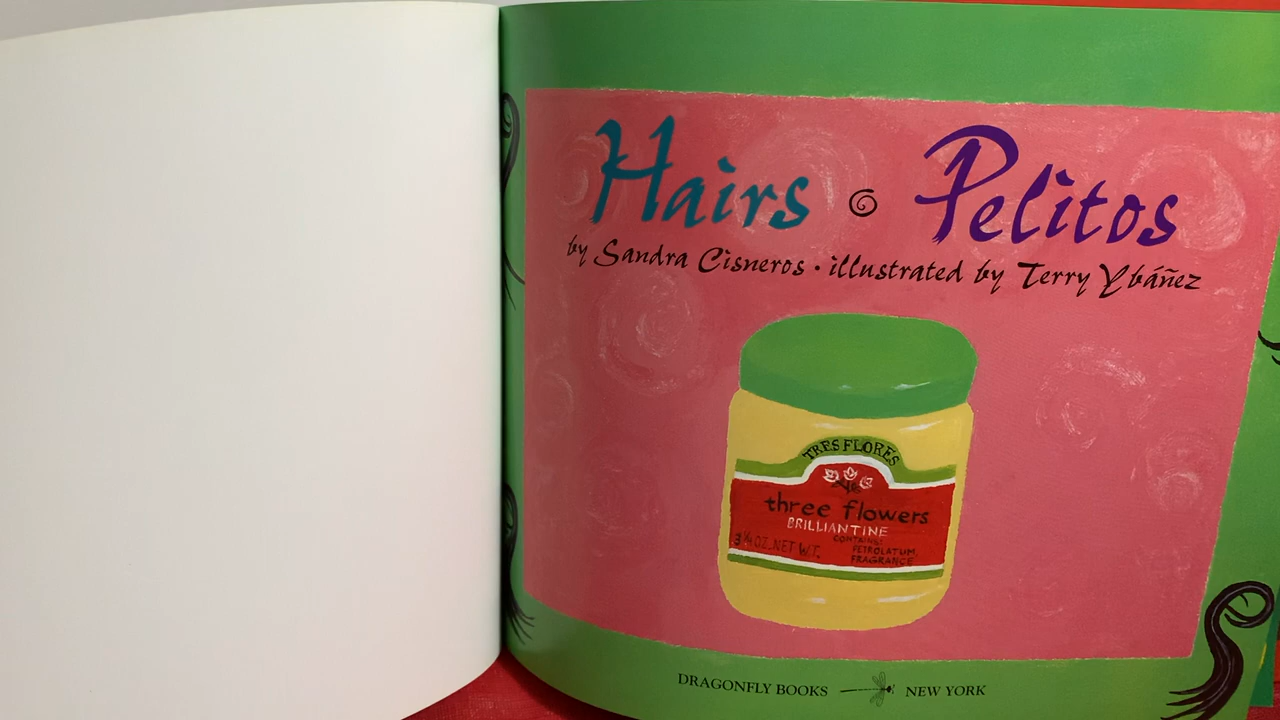 Hairs Pelitos
by Sandra Cisneros • illustrated by Terry Ybáñez
TRES FLORES
three flowers
BRILLIANTINE
3¼ OZ. NET WT.
CONTAINS:
PETROLATUM,
FRAGRANCE
DRAGONFLY BOOKS NEW YORK